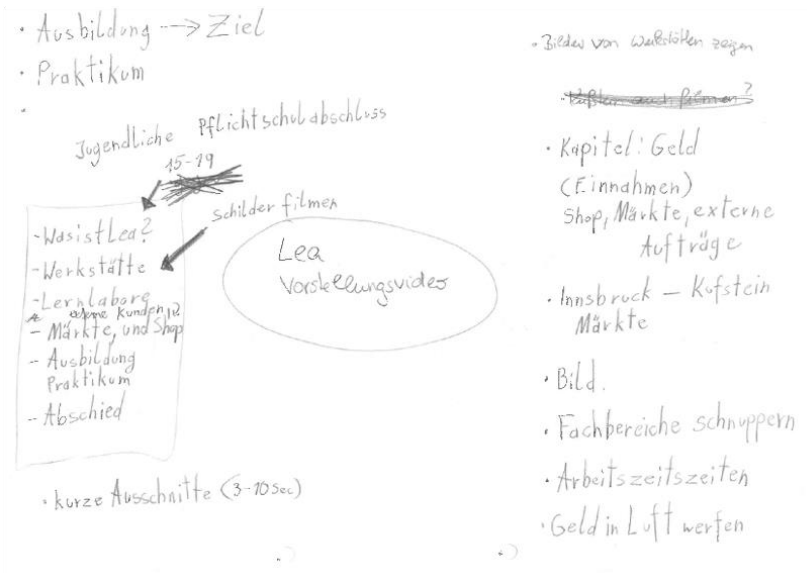 · Ausbildung --→ Ziel
· Praktikum
·
Jugendliche Pflichtschulabschluss
15-19
Schilder filmen
- Was ist Lea?
- Werkstätte
- Lernlabore
externe Kunden
- Märkte, und Shop
- Ausbildung
Praktikum
- Abschied
· kurze Ausschnitte (3-10 sec)
Lea
Vorstellungsvideo
· Bilder von Werkstätten zeigen
· Kapitel: Geld
(Einnahmen)
Shop, Märkte, externe
Aufträge
· Innsbruck – Kufstein
Märkte
· Bild.
· Fachbereiche schnuppern
· Arbeitszeitszeiten
· Geld in Luft werfen